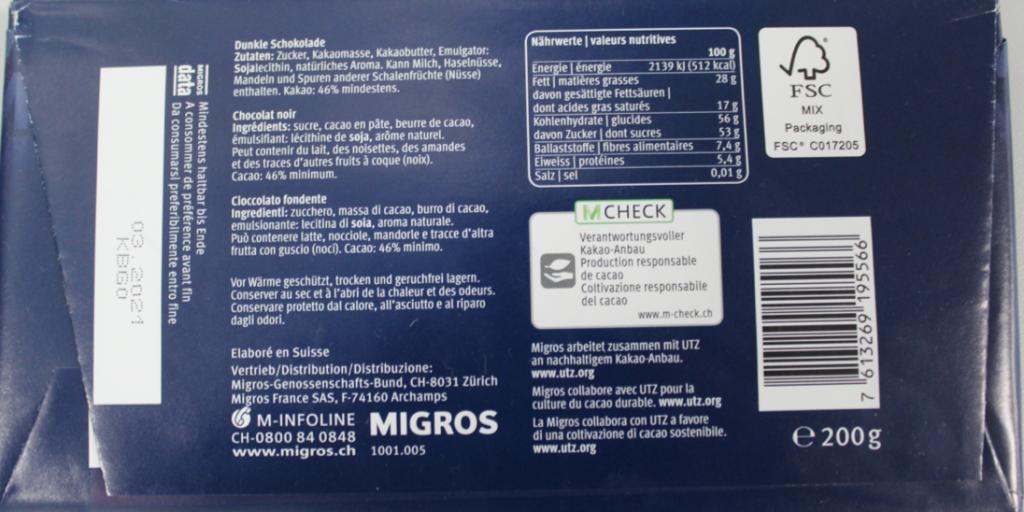 MIGROS
data
Mindestens haltbar bis Ende
A consommer de préférence avant fin
Da consumarsi preferibilmente entro fine
03.2021
KBGO
Dunkle Schokolade
Zutaten: Zucker, Kakaomasse, Kakaobutter, Emulgator:
Sojalecithin, natürliches Aroma. Kann Milch, Haselnüsse,
Mandeln und Spuren anderer Schalenfrüchte (Nüsse)
enthalten. Kakao: 46% mindestens.
Chocolat noir
Ingrédients: sucre, cacao en pâte, beurre de cacao,
émulsifiant: lécithine de soja, arôme naturel.
Peut contenir du lait, des noisettes, des amandes
et des traces d'autres fruits à coque (noix).
Cacao: 46% minimum.
Cioccolato fondente
Ingredienti: zucchero, massa di cacao, burro di cacao,
emulsionante: lecitina di soia, aroma naturale.
Può contenere latte, nocciole, mandorle e tracce d'altra
frutta con guscio (noci). Cacao: 46% minimo.
Vor Wärme geschützt, trocken und geruchfrei lagern.
Conserver au sec et à l'abri de la chaleur et des odeurs.
Conservare protetto dal calore, all'asciutto e al riparo
dagli odori.
Elaboré en Suisse
Vertrieb/Distribution/Distribuzione:
Migros-Genossenschafts-Bund, CH-8031 Zürich
Migros France SAS, F-74160 Archamps
M-INFOLINE
CH-0800 84 0848
www.migros.ch
MIGROS
1001.005
Nährwerte | valeurs nutritives
100 g
Energie | énergie 2139 kJ (512 kcal)
Fett | matières grasses 28 g
davon gesättigte Fettsäuren |
dont acides gras saturés 17 g
Kohlenhydrate | glucides 56 g
davon Zucker | dont sucres 53 g
Ballaststoffe | fibres alimentaires 7,4 g
Eiweiss | protéines 5,4 g
Salz | sel 0,01 g
M CHECK
Verantwortungsvoller
Kakao-Anbau
Production responsable
de cacao
Coltivazione responsabile
del cacao
www.m-check.ch
Migros arbeitet zusammen mit UTZ
an nachhaltigem Kakao-Anbau.
www.utz.org
Migros collabore avec UTZ pour la
culture du cacao durable. www.utz.org
La Migros collabora con UTZ a favore
di una coltivazione di cacao sostenibile.
www.utz.org
FSC
MIX
Packaging
FSC® C017205
7 613269 195566
e 200g